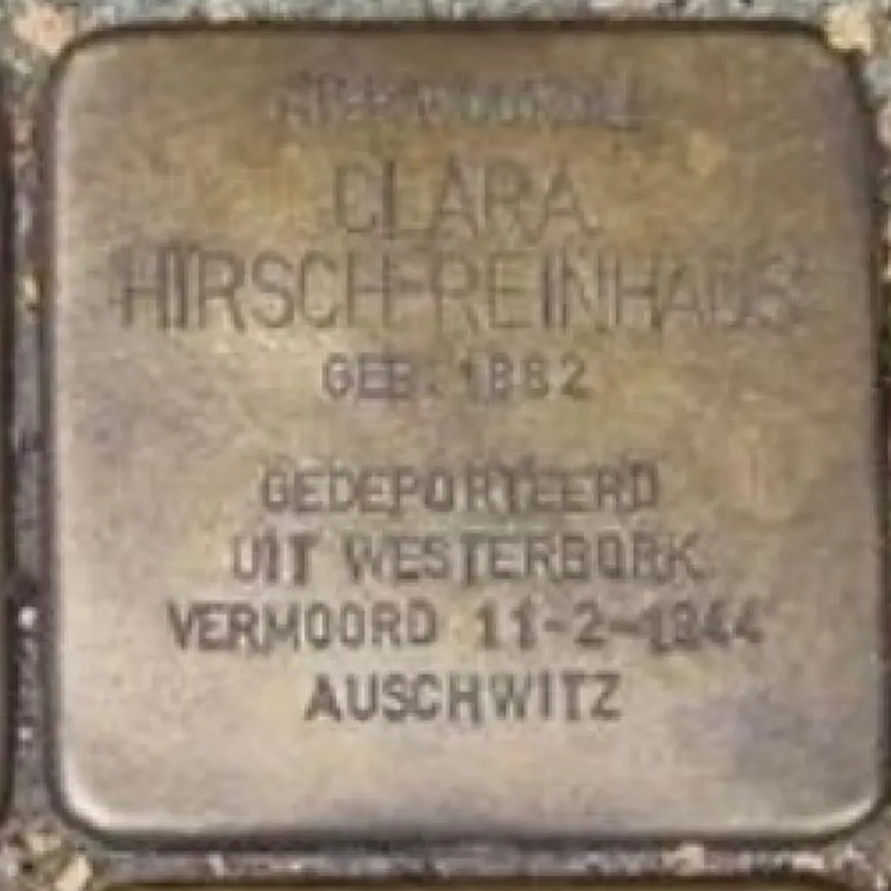 CLARA
HIRSCH-REINHAUS
GEB. 1882
GEDEPORTEERD
UIT WESTERBORK
VERMOORD 11-2-1944
AUSCHWITZ